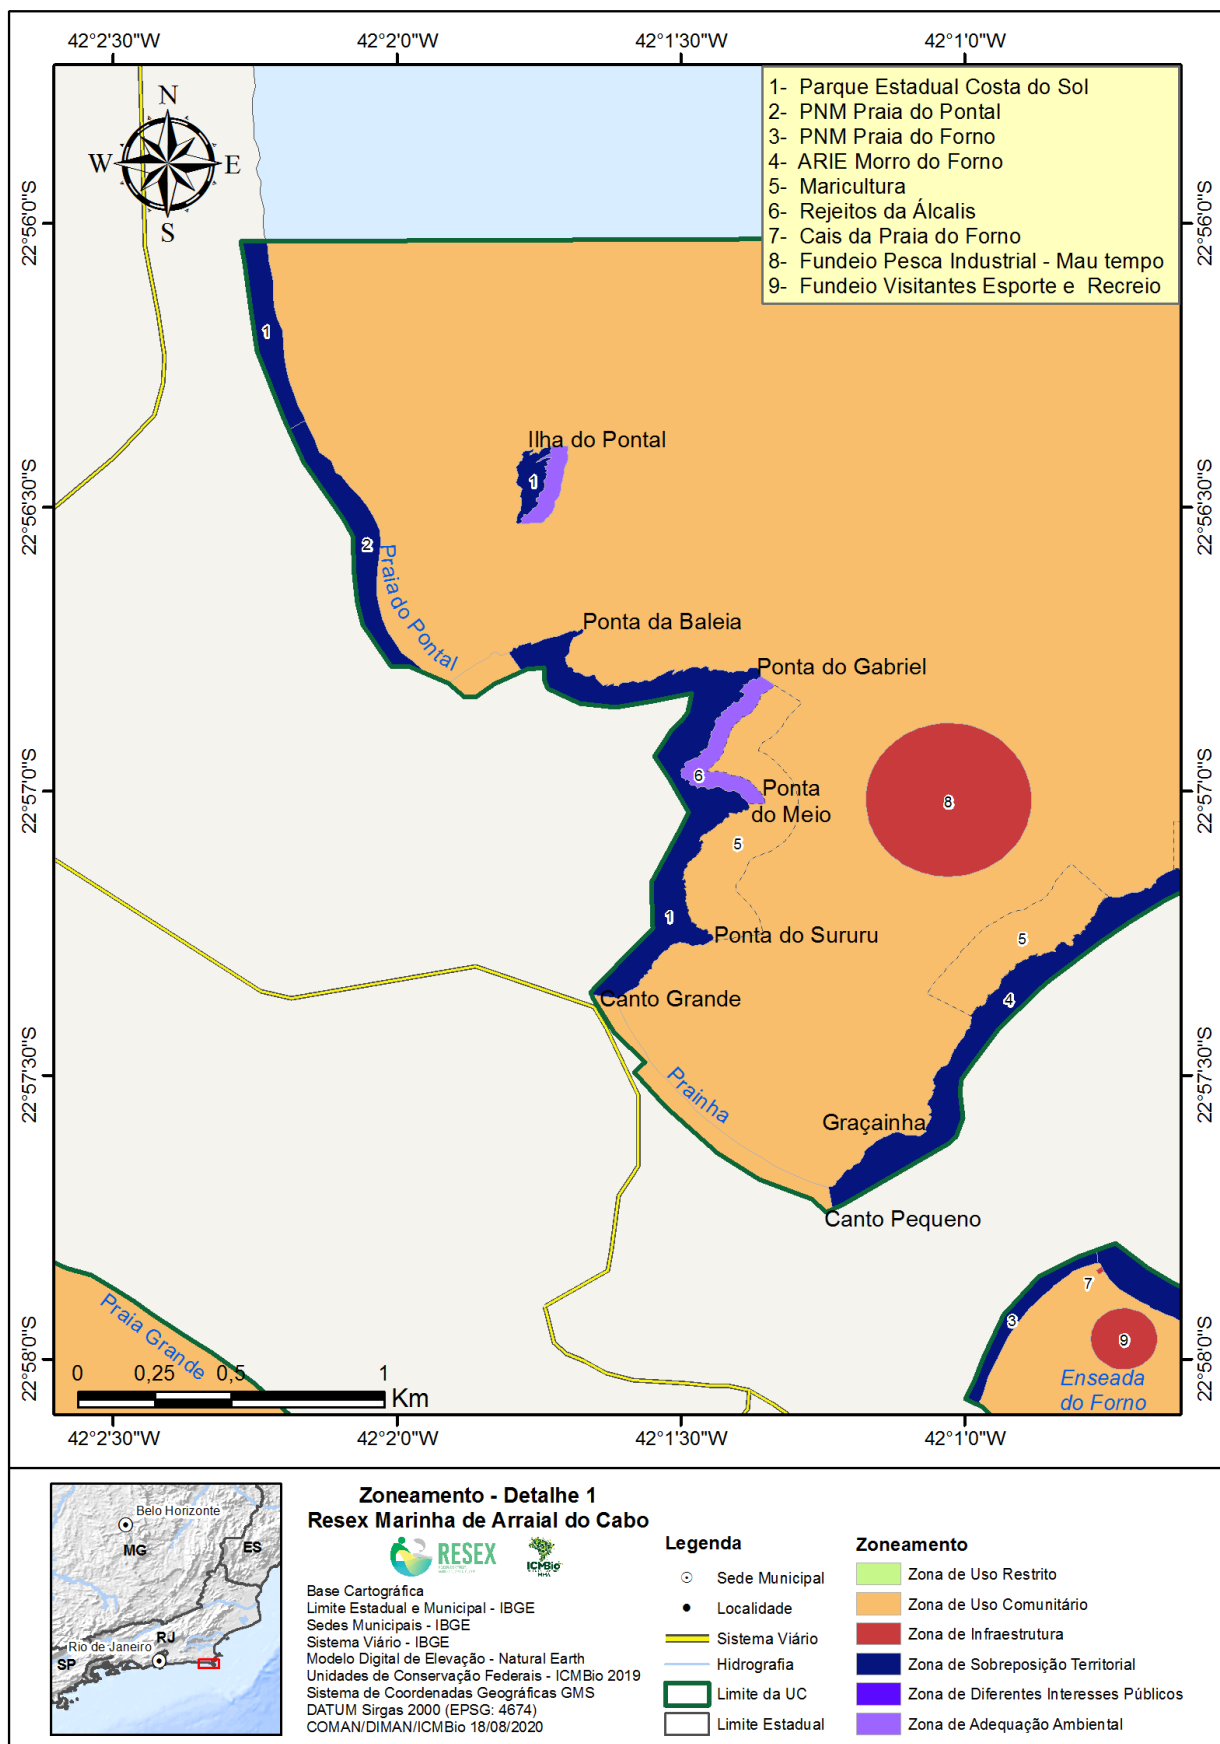 42°2'30"W
42°2'0"W
42°1'30"W
42°1'0"W
N
W
E
S
1- Parque Estadual Costa do Sol
2- PNM Praia do Pontal
3- PNM Praia do Forno
4- ARIE Morro do Forno
5- Maricultura
6- Rejeitos da Álcalis
7- Cais da Praia do Forno
8- Fundeio Pesca Industrial - Mau tempo
9- Fundeio Visitantes Esporte e Recreio
22°56'0"S
22°56'0"S
1
Ilha do Pontal
1
22°56'30"S
22°56'30"S
2
Praia do Pontal
Ponta da Baleia
Ponta do Gabriel
6
Ponta
do Meio
8
22°57'0"S
22°57'0"S
5
1
Ponta do Sururu
5
4
Canto Grande
22°57'30"S
22°57'30"S
Prainha
Graçainha
Canto Pequeno
7
3
9
Praia Grande
22°58'0"S
22°58'0"S
Enseada
do Forno
0
0,25
0,5
1
Km
42°2'30"W
42°2'0"W
42°1'30"W
42°1'0"W
Belo Horizonte
MG
ES
RJ
Rio de Janeiro
SP
Zoneamento - Detalhe 1
Resex Marinha de Arraial do Cabo
RESEX
ICMBio
MMA
Base Cartográfica
Limite Estadual e Municipal - IBGE
Sedes Municipais - IBGE
Sistema Viário - IBGE
Modelo Digital de Elevação - Natural Earth
Unidades de Conservação Federais - ICMBio 2019
Sistema de Coordenadas Geográficas GMS
DATUM Sirgas 2000 (EPSG: 4674)
COMAN/DIMAN/ICMBio 18/08/2020
Legenda
Sede Municipal
Localidade
Sistema Viário
Hidrografia
Limite da UC
Limite Estadual
Zoneamento
Zona de Uso Restrito
Zona de Uso Comunitário
Zona de Infraestrutura
Zona de Sobreposição Territorial
Zona de Diferentes Interesses Públicos
Zona de Adequação Ambiental